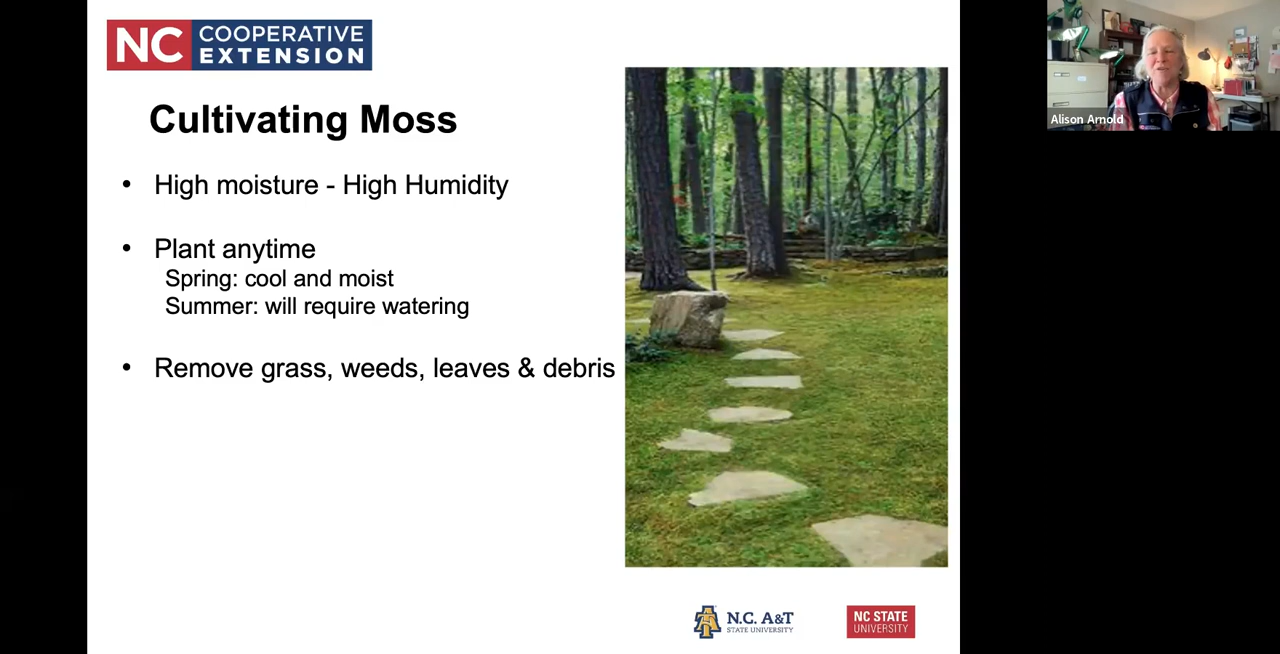 NC COOPERATIVE
EXTENSION
Alison Arnold
Cultivating Moss
• High moisture - High Humidity
• Plant anytime
Spring: cool and moist
Summer: will require watering
• Remove grass, weeds, leaves & debris
N.C. A&T
STATE UNIVERSITY
NC STATE
UNIVERSITY